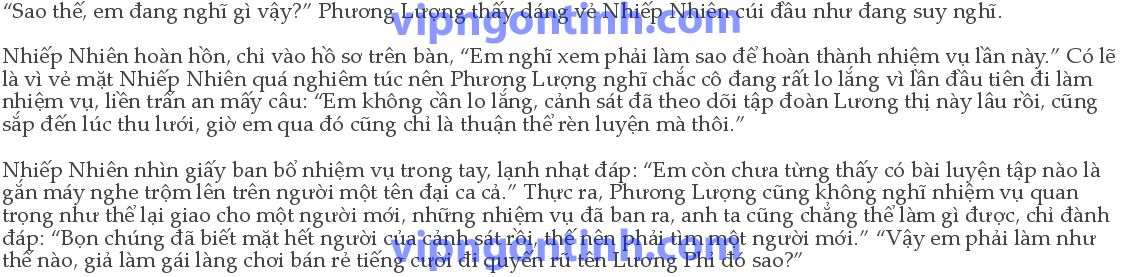 “Sao thế, em đang nghĩ gì vậy?” Phương Lượng thấy dáng vẻ Nhiếp Nhiên cúi đầu như đang suy nghĩ.
vipngontinh.com
Nhiếp Nhiên hoàn hồn, chỉ vào hồ sơ trên bàn, “Em nghĩ xem phải làm sao để hoàn thành nhiệm vụ lần này.” Có lẽ
là vì vẻ mặt Nhiếp Nhiên quá nghiêm túc nên Phương Lượng nghĩ chắc cô đang rất lo lắng vì lần đầu tiên đi làm
nhiệm vụ, liền trấn an mấy câu: “Em không cần lo lắng, cảnh sát đã theo dõi tập đoàn Lương thị này lâu rồi, cũng
sắp đến lúc thu lưới, giờ em qua đó cũng chỉ là thuận thể rèn luyện mà thôi.”
Nhiếp Nhiên nhìn giấy ban bổ nhiệm vụ trong tay, lạnh nhạt đáp: “Em còn chưa từng thấy có bài luyện tập nào là
gắn máy nghe trộm lên trên người một tên đại ca cả.” Thực ra, Phương Lượng cũng không nghĩ nhiệm vụ quan
trọng như thế lại giao cho một người mới, những nhiệm vụ đã ban ra, anh ta cũng chẳng thể làm gì được, chỉ đành
đáp: “Bọn chúng đã biết mặt hết người của cảnh sát rồi, thế nên phải tìm một người mới.” “Vậy em phải làm như
vipngontinh.com
thế nào, giả làm gái làng chơi bán rẻ tiếng cười đi quyến rũ tên Lương Phi đó sao?”